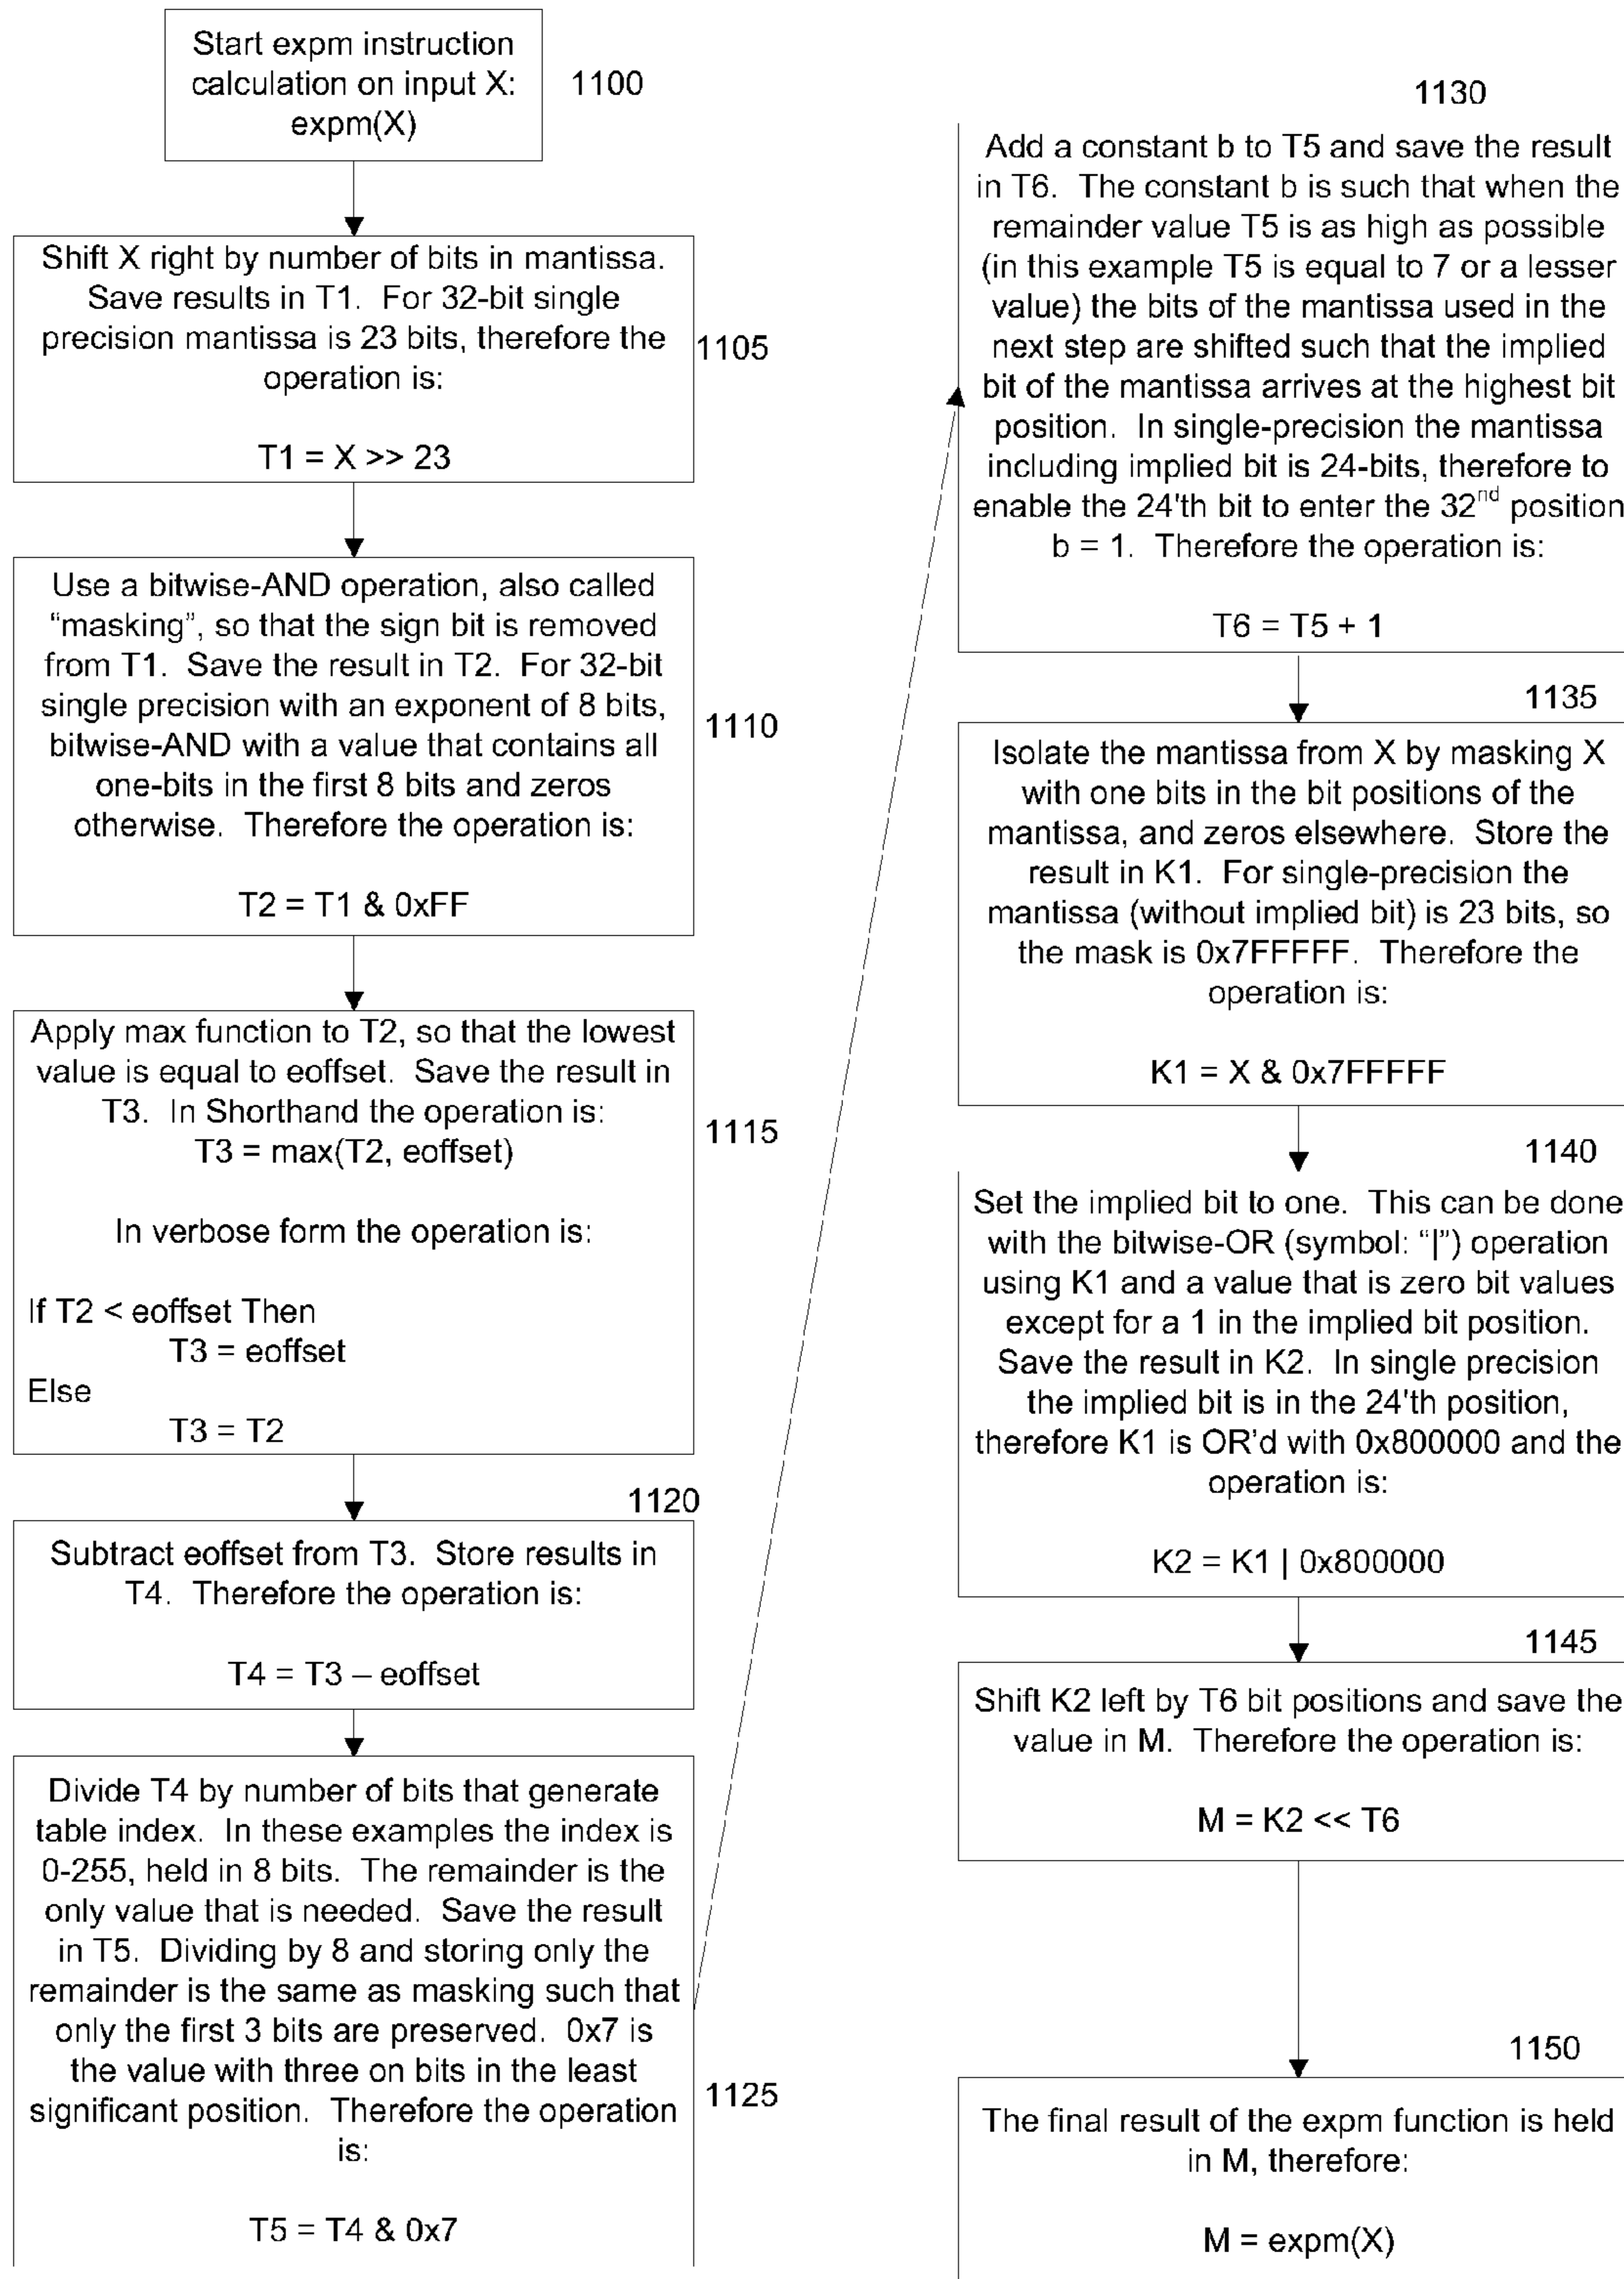 Start expm instruction
calculation on input X:
expm(X)
1100
Shift X right by number of bits in mantissa.
Save results in T1. For 32-bit single
precision mantissa is 23 bits, therefore the
operation is:
T1 = X >> 23
1105
Use a bitwise-AND operation, also called
“masking”, so that the sign bit is removed
from T1. Save the result in T2. For 32-bit
single precision with an exponent of 8 bits,
bitwise-AND with a value that contains all
one-bits in the first 8 bits and zeros
otherwise. Therefore the operation is:
T2 = T1 & 0xFF
1110
Apply max function to T2, so that the lowest
value is equal to eoffset. Save the result in
T3. In Shorthand the operation is:
T3 = max(T2, eoffset)
In verbose form the operation is:
If T2 < eoffset Then
T3 = eoffset
Else
T3 = T2
1115
1120
Subtract eoffset from T3. Store results in
T4. Therefore the operation is:
T4 = T3 – eoffset
Divide T4 by number of bits that generate
table index. In these examples the index is
0-255, held in 8 bits. The remainder is the
only value that is needed. Save the result
in T5. Dividing by 8 and storing only the
remainder is the same as masking such that
only the first 3 bits are preserved. 0x7 is
the value with three on bits in the least
significant position. Therefore the operation
is:
T5 = T4 & 0x7
1125
1130
Add a constant b to T5 and save the result
in T6. The constant b is such that when the
remainder value T5 is as high as possible
(in this example T5 is equal to 7 or a lesser
value) the bits of the mantissa used in the
next step are shifted such that the implied
bit of the mantissa arrives at the highest bit
position. In single-precision the mantissa
including implied bit is 24-bits, therefore to
enable the 24'th bit to enter the 32nd position
b = 1. Therefore the operation is:
T6 = T5 + 1
1135
Isolate the mantissa from X by masking X
with one bits in the bit positions of the
mantissa, and zeros elsewhere. Store the
result in K1. For single-precision the
mantissa (without implied bit) is 23 bits, so
the mask is 0x7FFFFF. Therefore the
operation is:
K1 = X & 0x7FFFFF
1140
Set the implied bit to one. This can be done
with the bitwise-OR (symbol: “|”) operation
using K1 and a value that is zero bit values
except for a 1 in the implied bit position.
Save the result in K2. In single precision
the implied bit is in the 24'th position,
therefore K1 is OR’d with 0x800000 and the
operation is:
K2 = K1 | 0x800000
1145
Shift K2 left by T6 bit positions and save the
value in M. Therefore the operation is:
M = K2 << T6
1150
The final result of the expm function is held
in M, therefore:
M = expm(X)